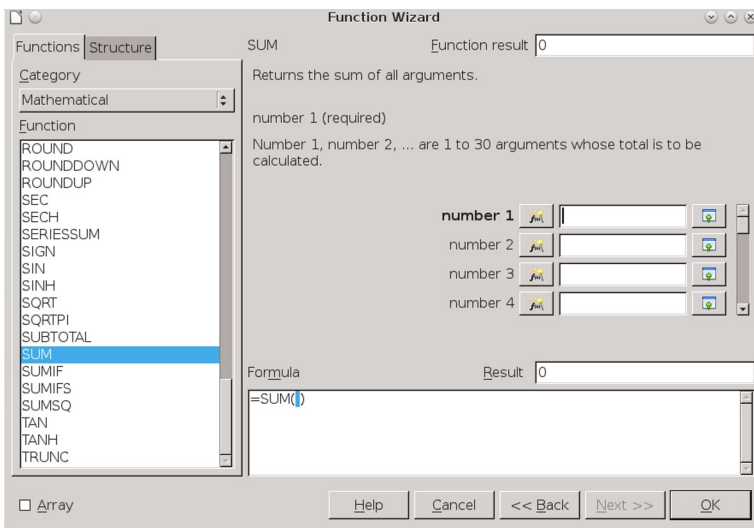 Function Wizard
Functions Structure
SUM
Function result 0
Category
Mathematical
Function
ROUND
ROUNDDOWN
ROUNDUP
SEC
SECH
SERIESSUM
SIGN
SIN
SINH
SQRT
SQRTPI
SUBTOTAL
SUM
SUMIF
SUMIFS
SUMSQ
TAN
TANH
TRUNC
Returns the sum of all arguments.
number 1 (required)
Number 1, number 2, ... are 1 to 30 arguments whose total is to be
calculated.
number 1
number 2
number 3
number 4
Formula
Result 0
=SUM( )
Array
Help Cancel << Back Next >> OK